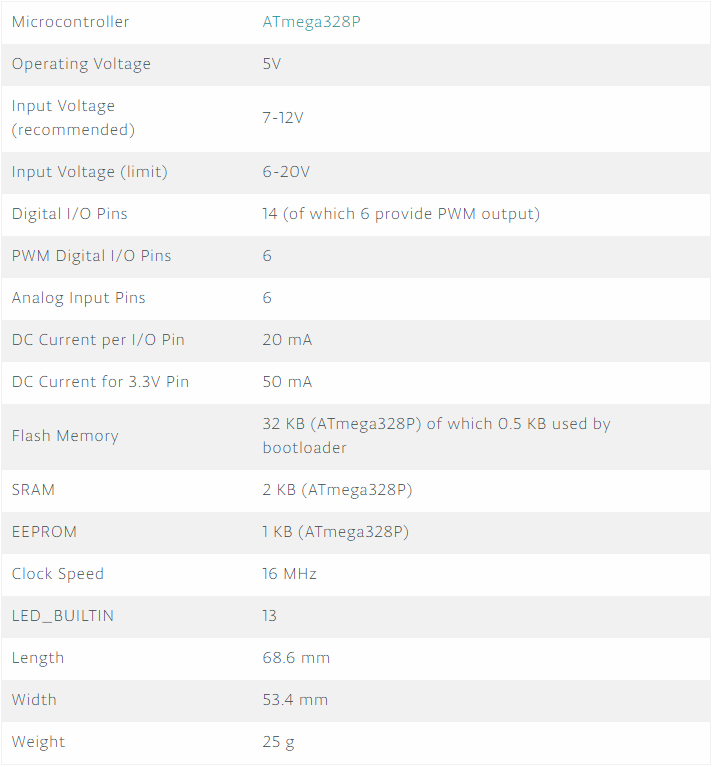 Microcontroller ATmega328P
Operating Voltage 5V
Input Voltage
(recommended) 7-12V
Input Voltage (limit) 6-20V
Digital I/O Pins 14 (of which 6 provide PWM output)
PWM Digital I/O Pins 6
Analog Input Pins 6
DC Current per I/O Pin 20 mA
DC Current for 3.3V Pin 50 mA
Flash Memory 32 KB (ATmega328P) of which 0.5 KB used by
bootloader
SRAM 2 KB (ATmega328P)
EEPROM 1 KB (ATmega328P)
Clock Speed 16 MHz
LED_BUILTIN 13
Length 68.6 mm
Width 53.4 mm
Weight 25 g